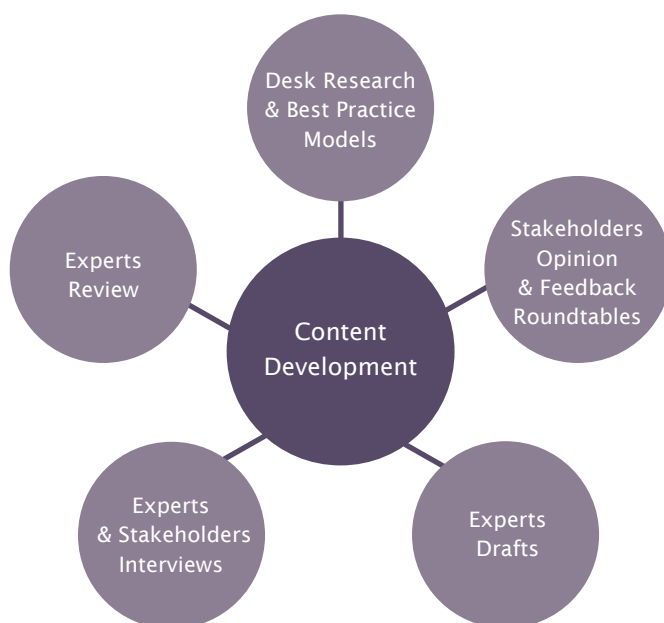 Desk Research
& Best Practice
Models
Stakeholders
Opinion
& Feedback
Roundtables
Experts
Review
Content
Development
Experts
& Stakeholders
Interviews
Experts
Drafts